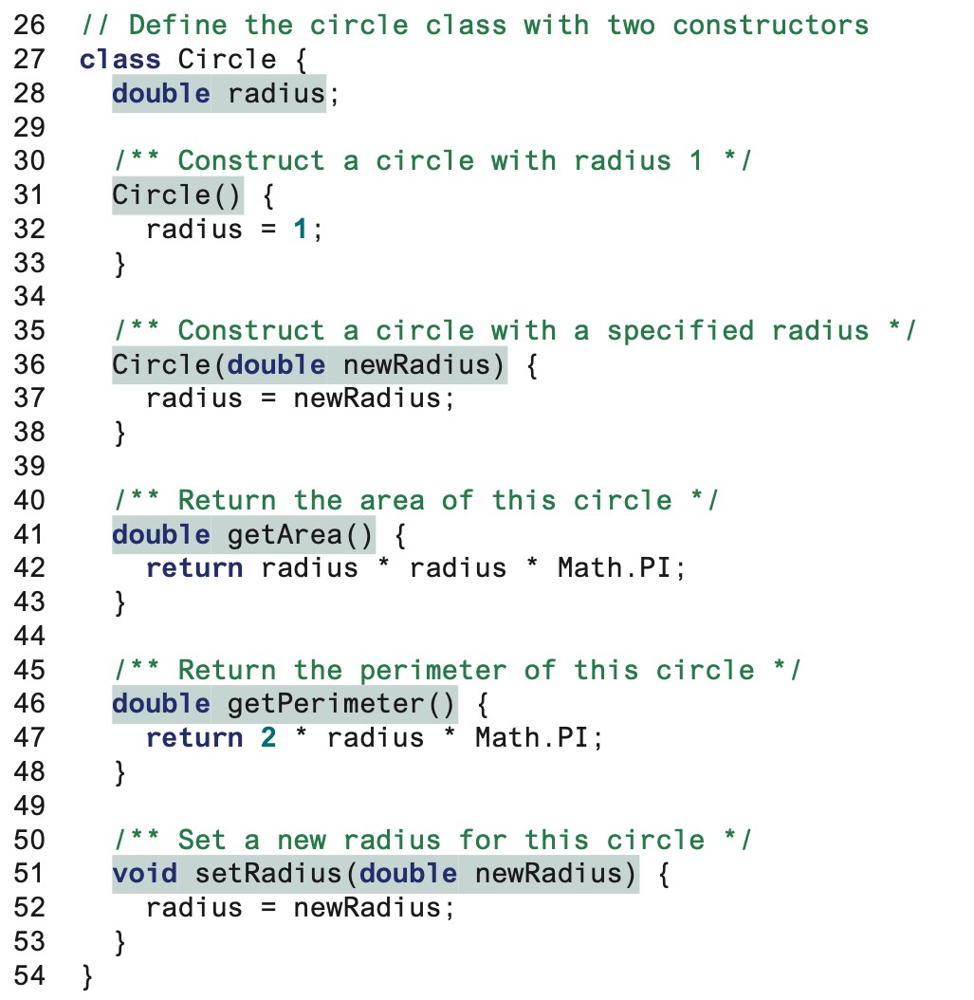 26 // Define the circle class with two constructors
27 class Circle {
28 double radius;
29
30 /** Construct a circle with radius 1 */
31 Circle() {
32 radius = 1;
33 }
34
35 /** Construct a circle with a specified radius */
36 Circle(double newRadius) {
37 radius = newRadius;
38 }
39
40 /** Return the area of this circle */
41 double getArea() {
42 return radius * radius * Math.PI;
43 }
44
45 /** Return the perimeter of this circle */
46 double getPerimeter() {
47 return 2 * radius * Math.PI;
48 }
49
50 /** Set a new radius for this circle */
51 void setRadius(double newRadius) {
52 radius = newRadius;
53 }
54 }